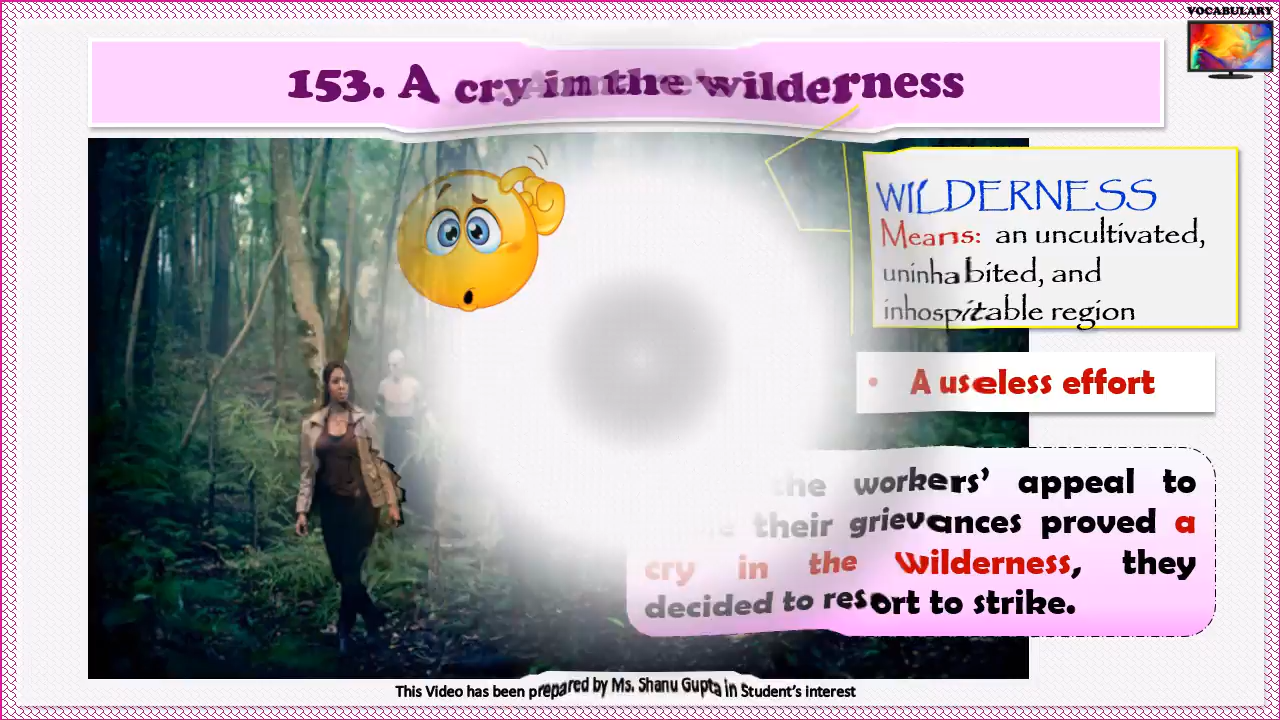 VOCABULARY
153. A cry in the wilderness
WILDERNESS
Means: an uncultivated,
uninhabited, and
inhospitable region
• A useless effort
the workers' appeal to
their grievances proved a
cry in the Wilderness, they
decided to resort to strike.
This Video has been prepared by Ms. Shanu Gupta in Student's interest